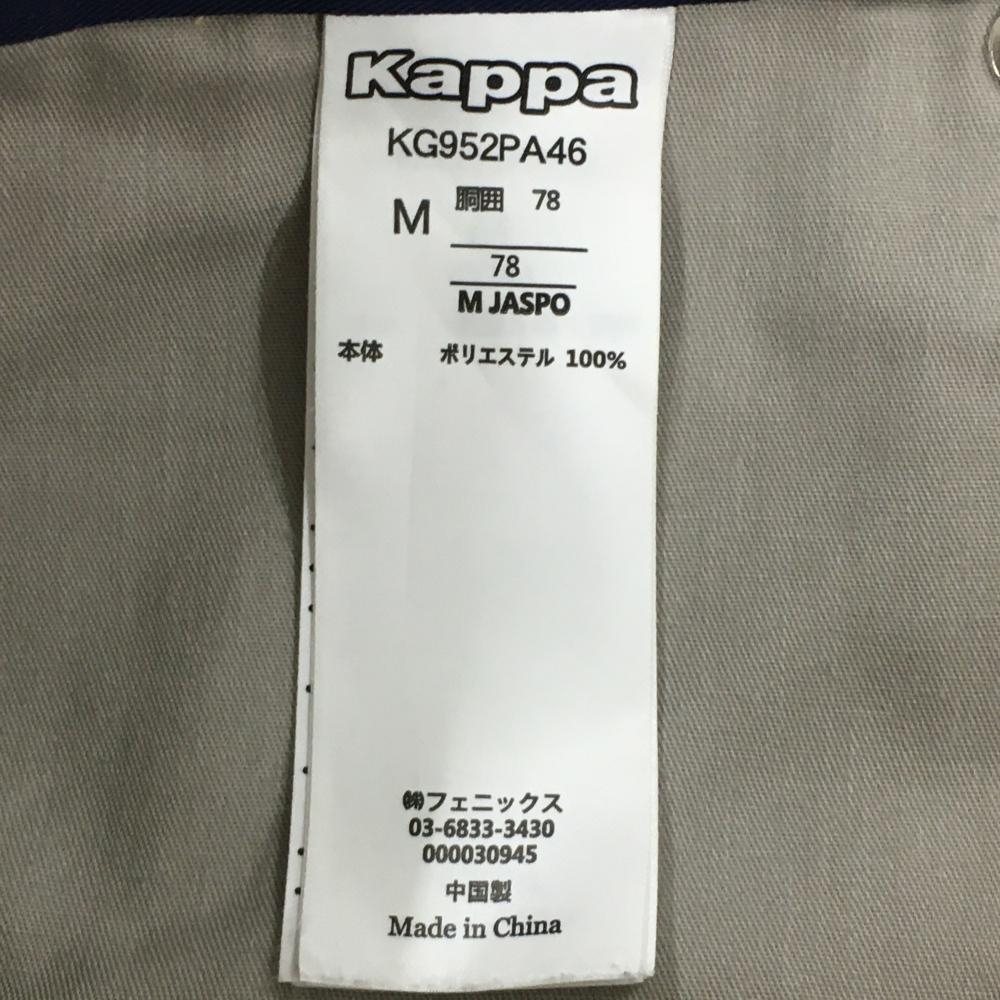 Kappa
KG952PA46
M 胴囲 78
78
M JASPO
本体 ポリエステル 100%
㈱フェニックス
03-6833-3430
000030945
中国製
Made in China